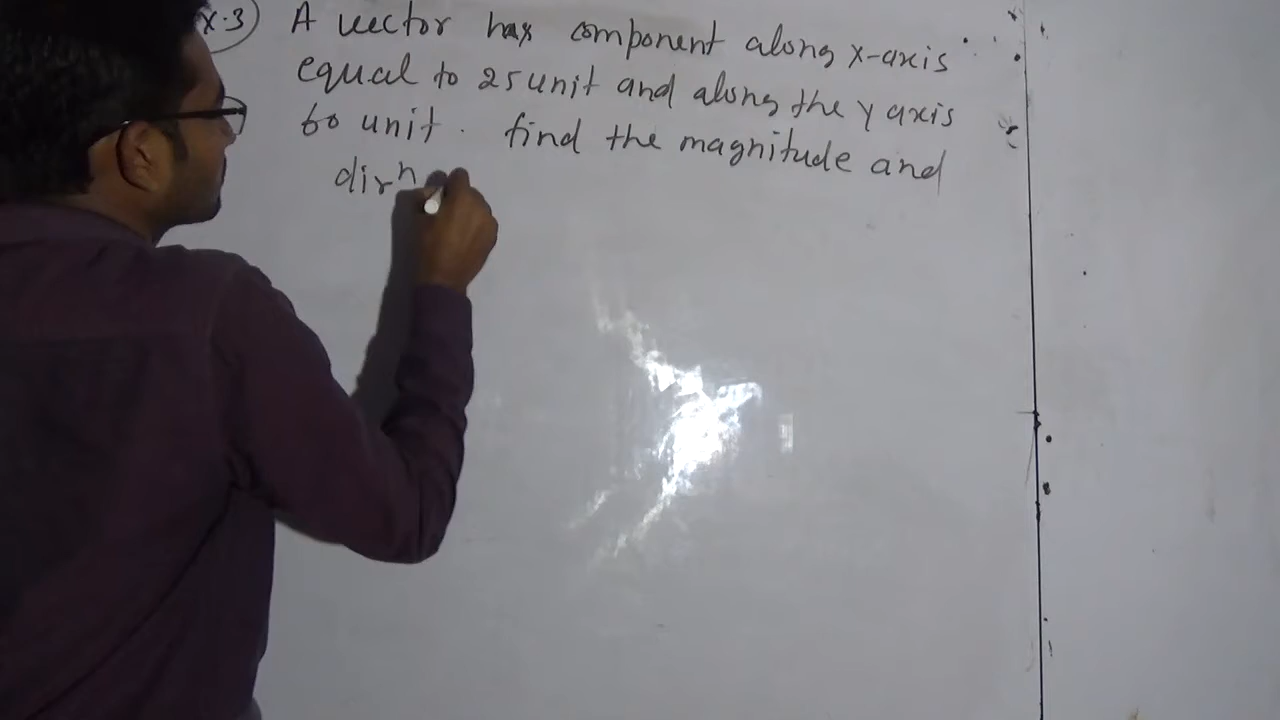 x.3) A vector has component along x-axis
equal to 25 unit and along the y axis
60 unit. find the magnitude and
dirⁿ